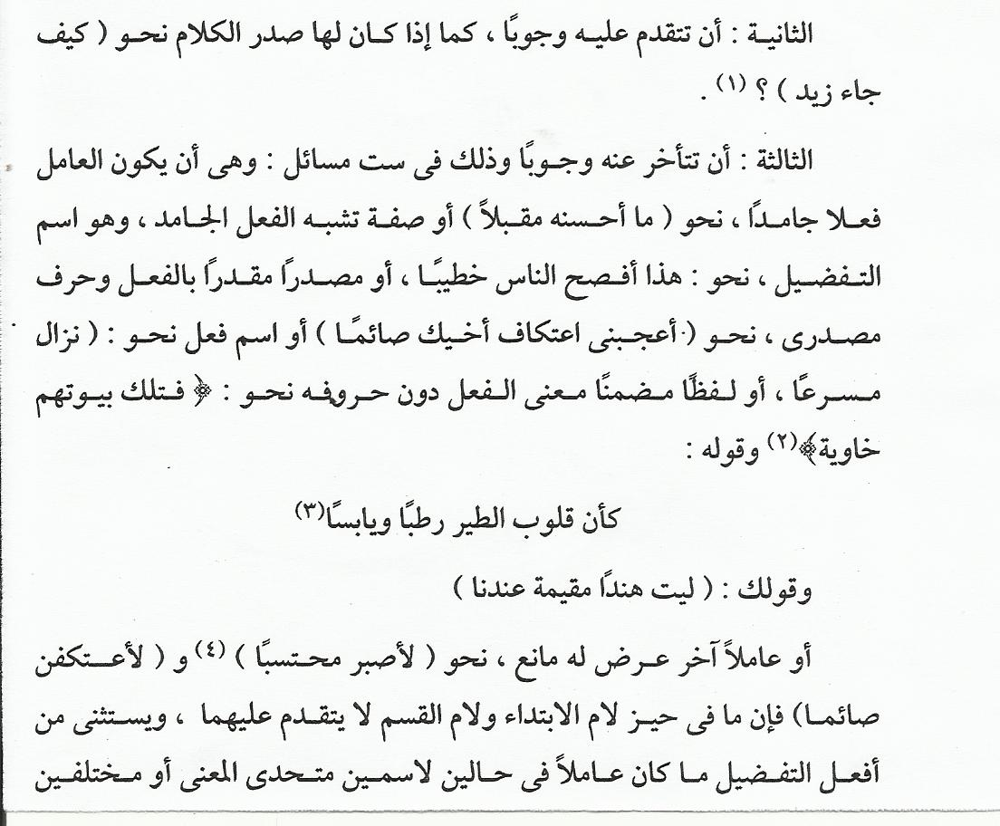 الثانية : أن تتقدم عليه وجوبًا ، كما إذا كان لها صدر الكلام نحو ( كيف
جاء زيد ) ؟ (١) .
الثالثة : أن تتأخر عنه وجوبًا وذلك فى ست مسائل : وهى أن يكون العامل
فعلا جامدًا ، نحو ( ما أحسنه مقبلاً ) أو صفة تشبه الفعل الجامد ، وهو اسم
التفضيل ، نحو : هذا أفصح الناس خطيبًا ، أو مصدرًا مقدرًا بالفعل وحرف
مصدرى ، نحو ( أعجبنى اعتكاف أخيك صائمًا ) أو اسم فعل نحو : ( نزال
مسرعًا ، أو لفظًا مضمنًا معنى الفعل دون حروفه نحو : ﴿ فتلك بيوتهم
خاوية﴾(٢) وقوله :
كأن قلوب الطير رطبًا ويابسًا(٣)
وقولك : ( ليت هندًا مقيمة عندنا )
أو عاملاً آخر عرض له مانع ، نحو ( لأصبر محتسبًا ) (٤) و ( لأعتكفن
صائما) فإن ما فى حيز لام الابتداء ولام القسم لا يتقدم عليهما ، ويستثنى من
أفعل التفضيل ما كان عاملاً فى حالين لاسمين متحدى المعنى أو مختلفين